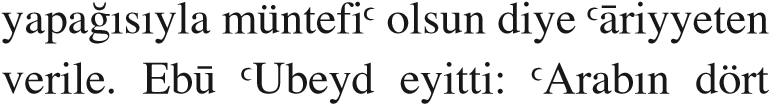 yapağısıyla müntefiᶜ olsun diye ᶜāriyyeten
verile. Ebū ᶜUbeyd eyitti: ᶜArabın dört